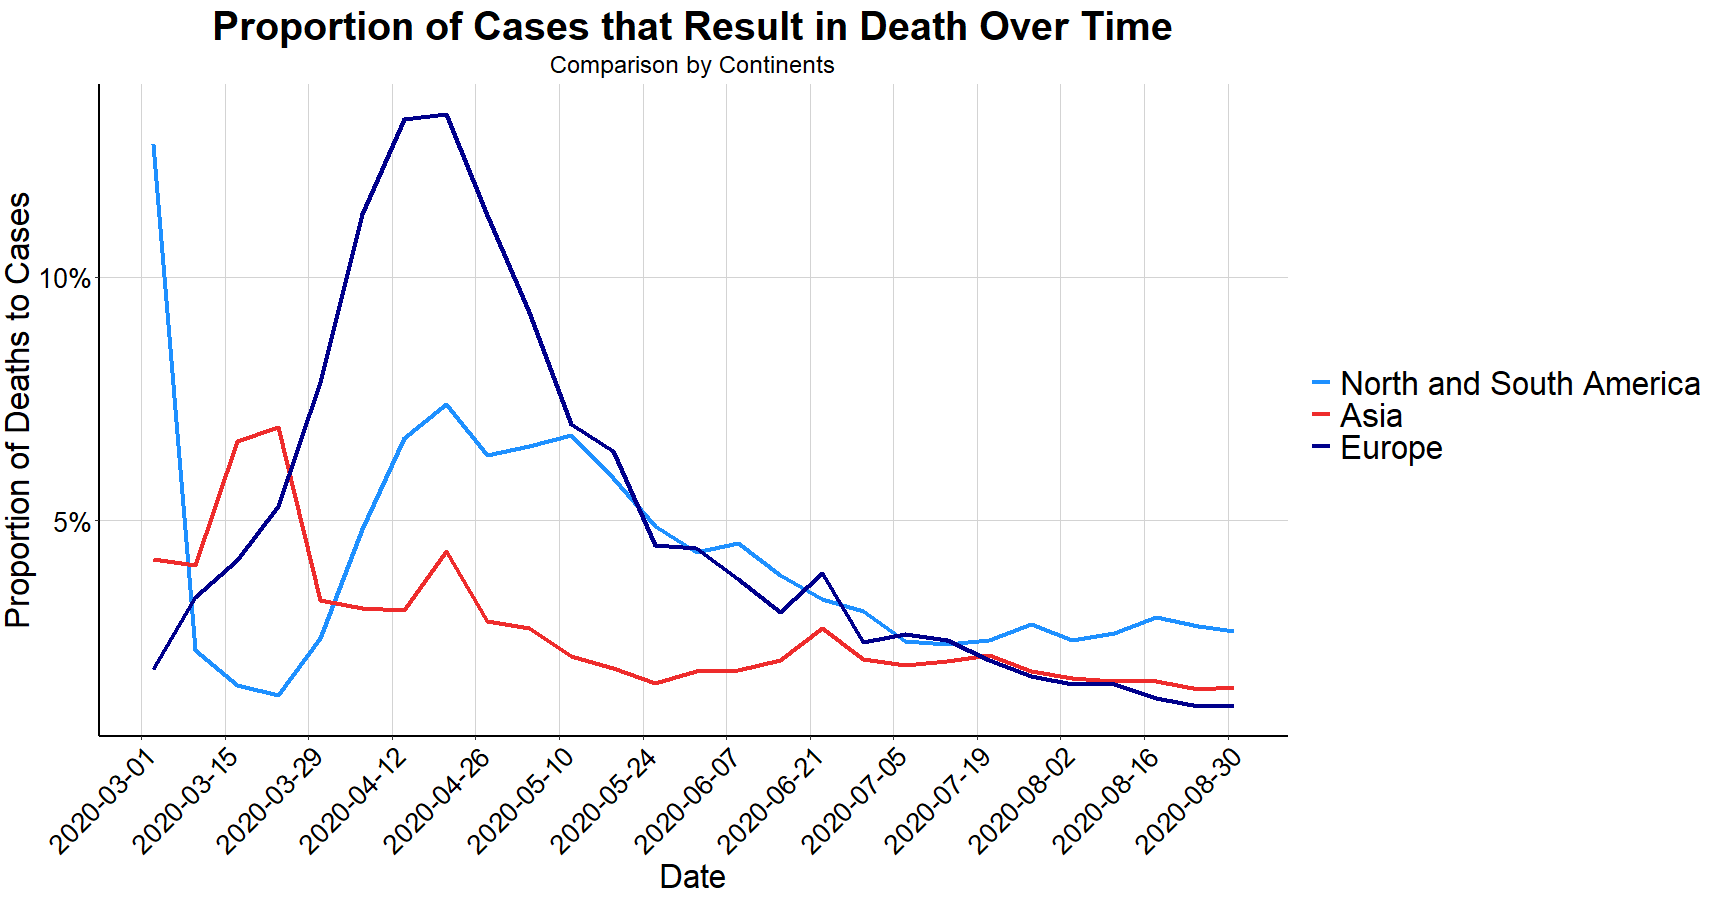 Proportion of Cases that Result in Death Over Time
Comparison by Continents
Proportion of Deaths to Cases
10%
5%
North and South America
Asia
Europe
2020-03-01
2020-03-15
2020-03-29
2020-04-12
2020-04-26
2020-05-10
2020-05-24
2020-06-07
2020-06-21
2020-07-05
2020-07-19
2020-08-02
2020-08-16
2020-08-30
Date